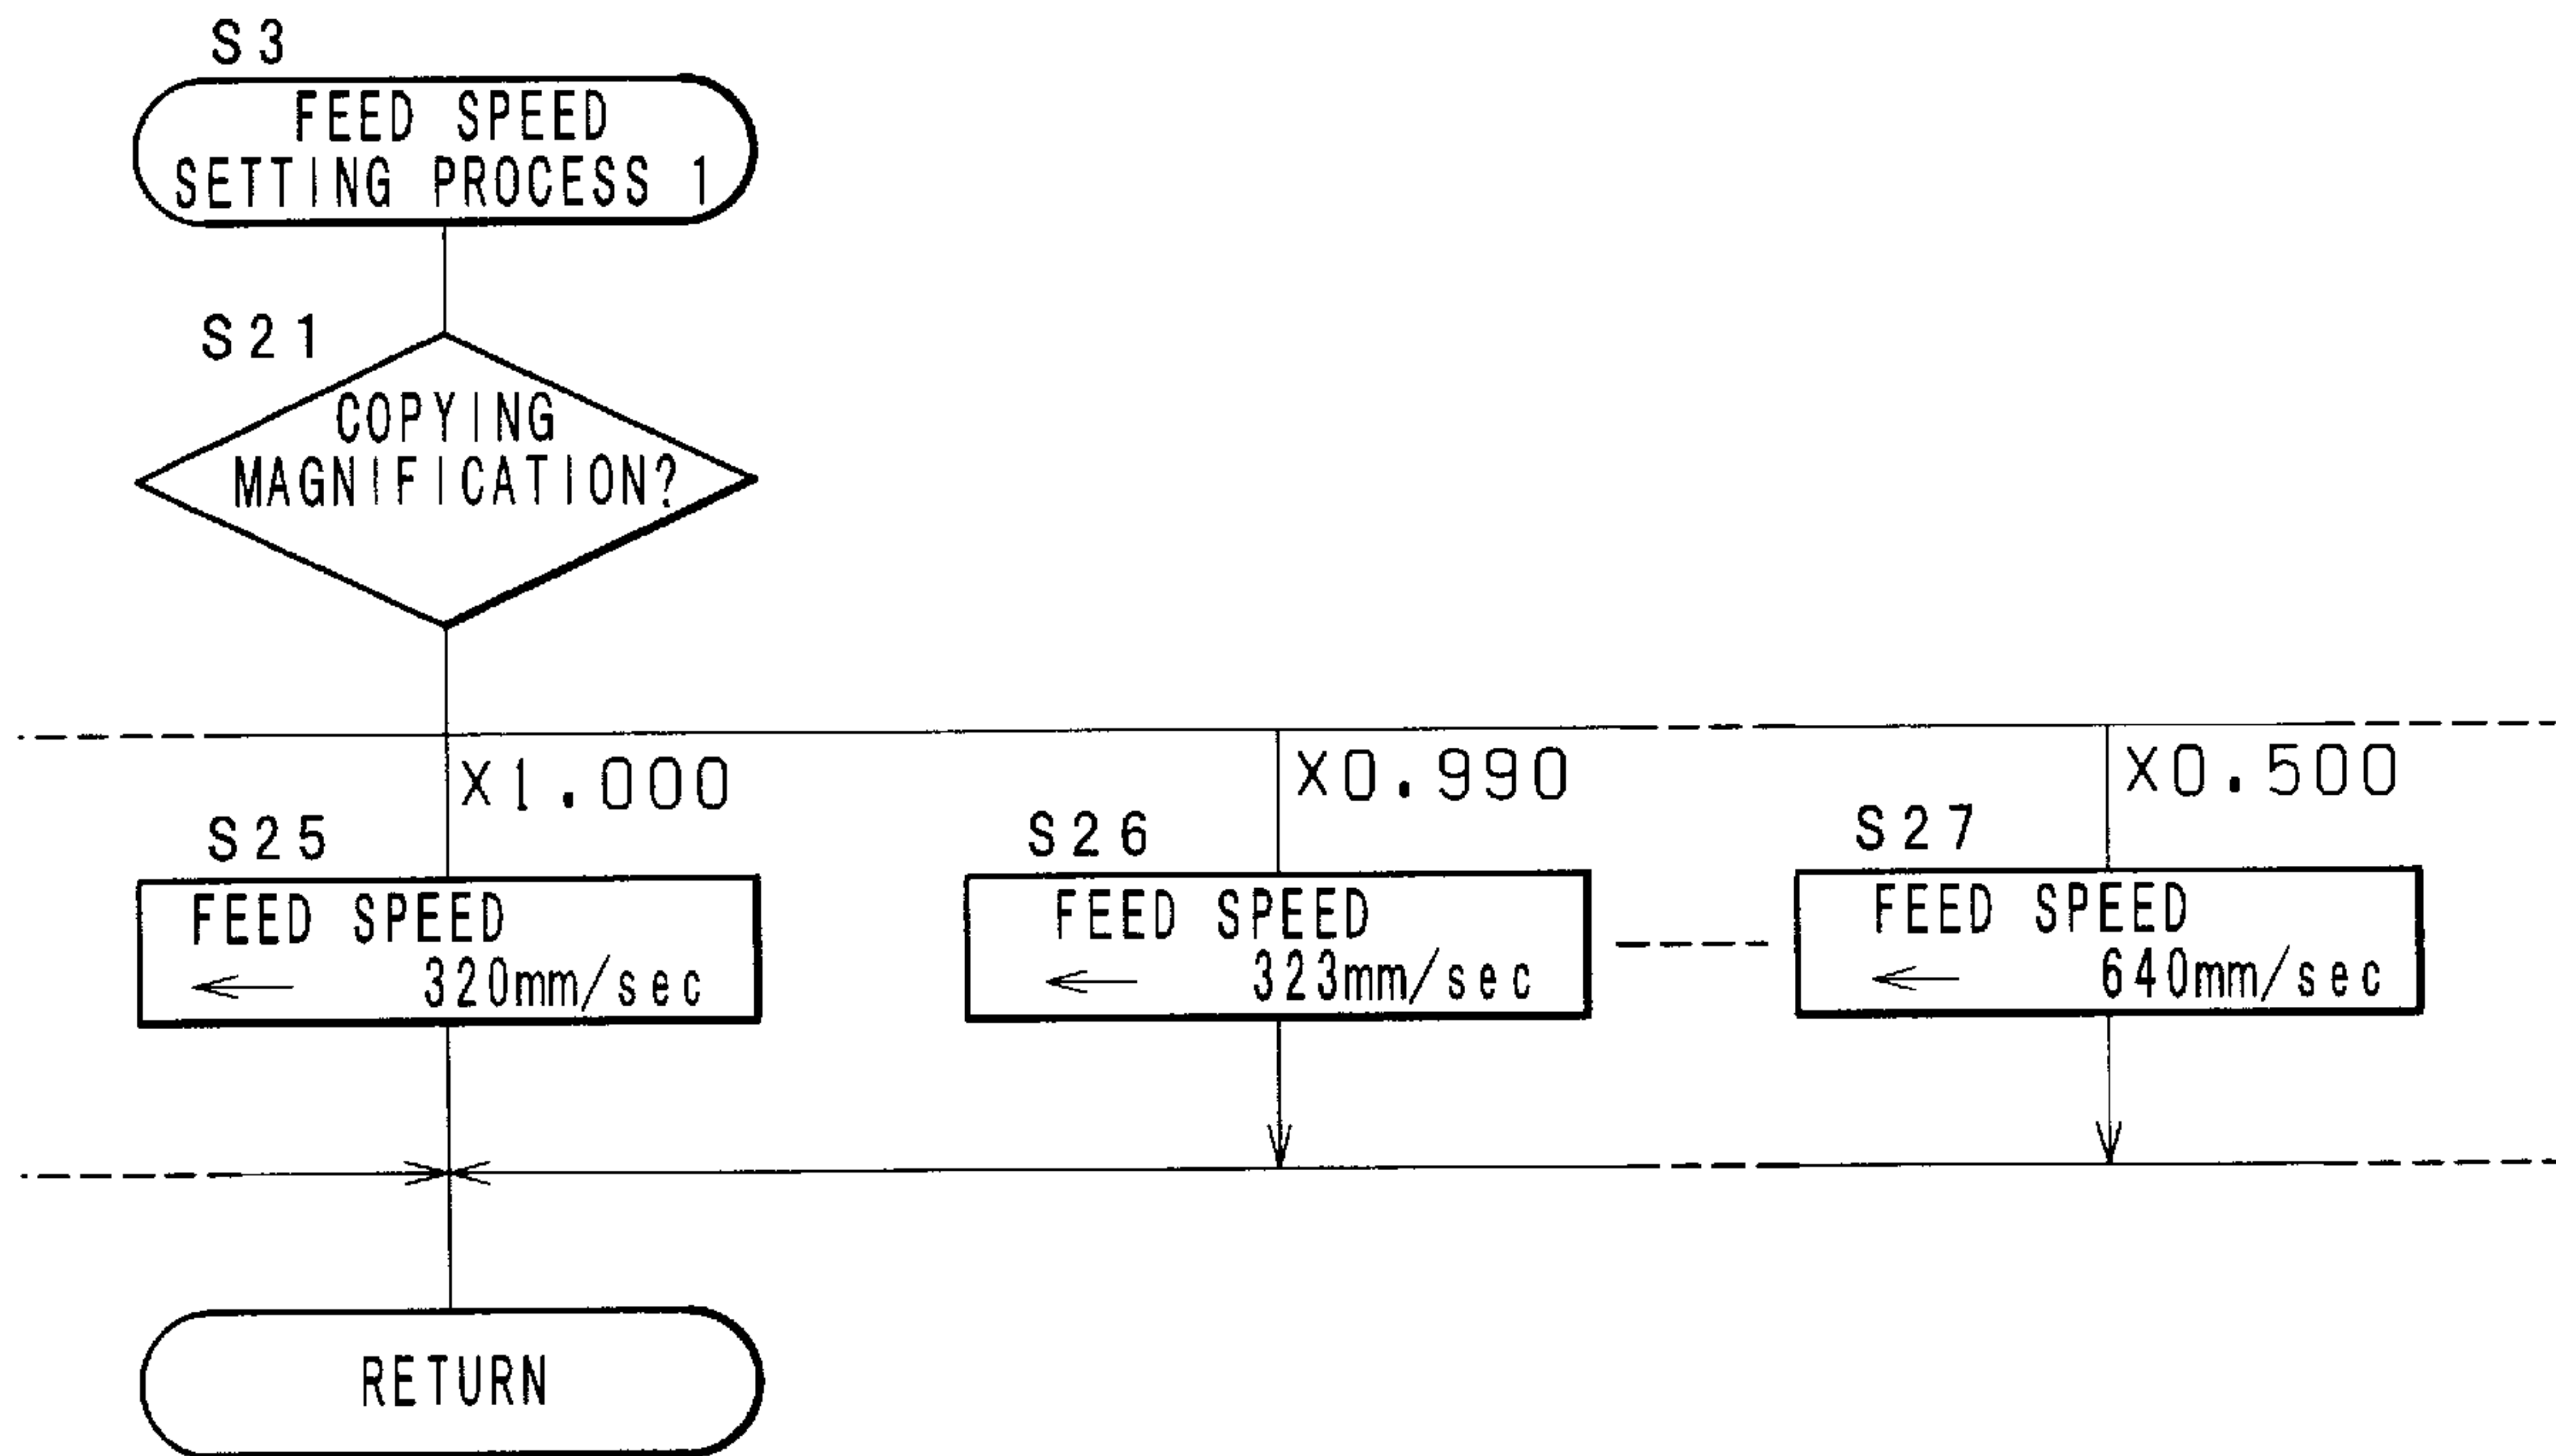 S3
FEED SPEED
SETTING PROCESS 1
S21
COPYING
MAGNIFICATION?
X1.000
X0.990
X0.500
S25
S26
S27
FEED SPEED
← 320mm/sec
FEED SPEED
← 323mm/sec
FEED SPEED
← 640mm/sec
RETURN